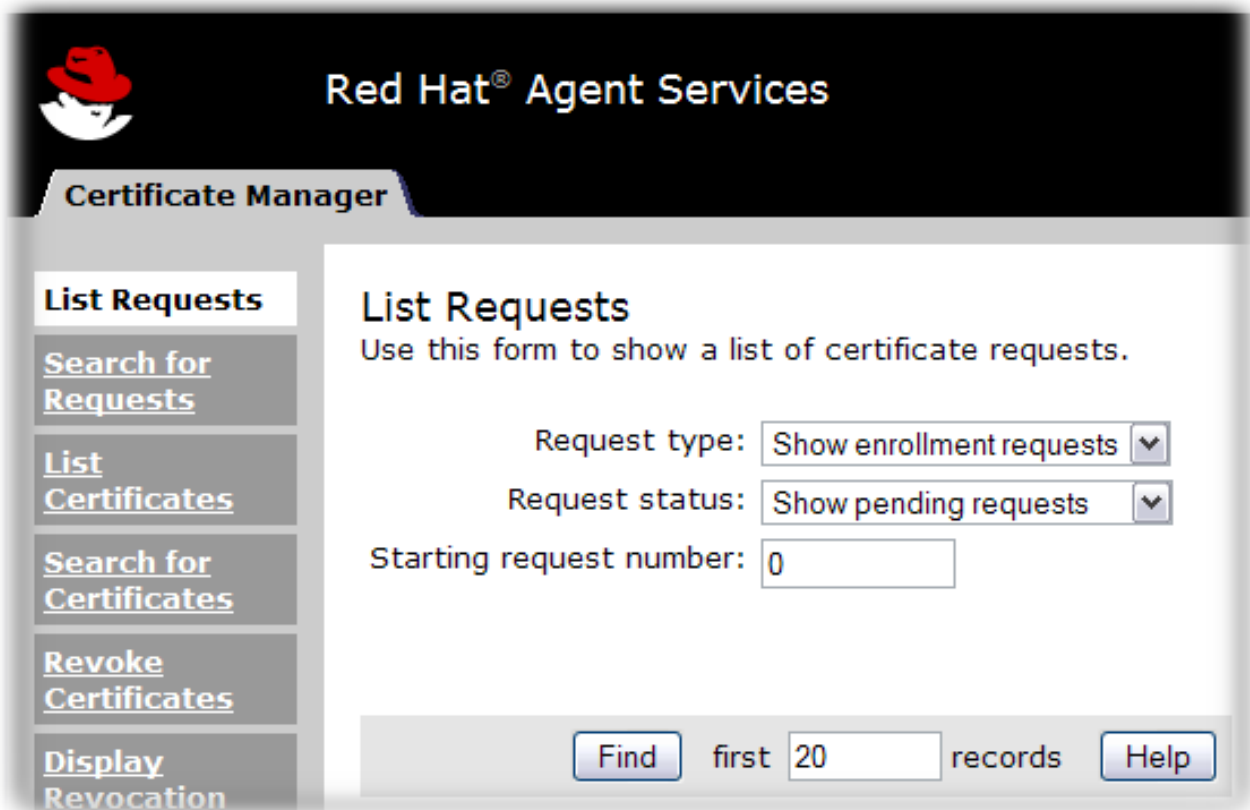 Red Hat® Agent Services
Certificate Manager
List Requests
Search for
Requests
List
Certificates
Search for
Certificates
Revoke
Certificates
Display
Revocation
List Requests
Use this form to show a list of certificate requests.
Request type: Show enrollment requests
Request status: Show pending requests
Starting request number: 0
Find first 20 records Help